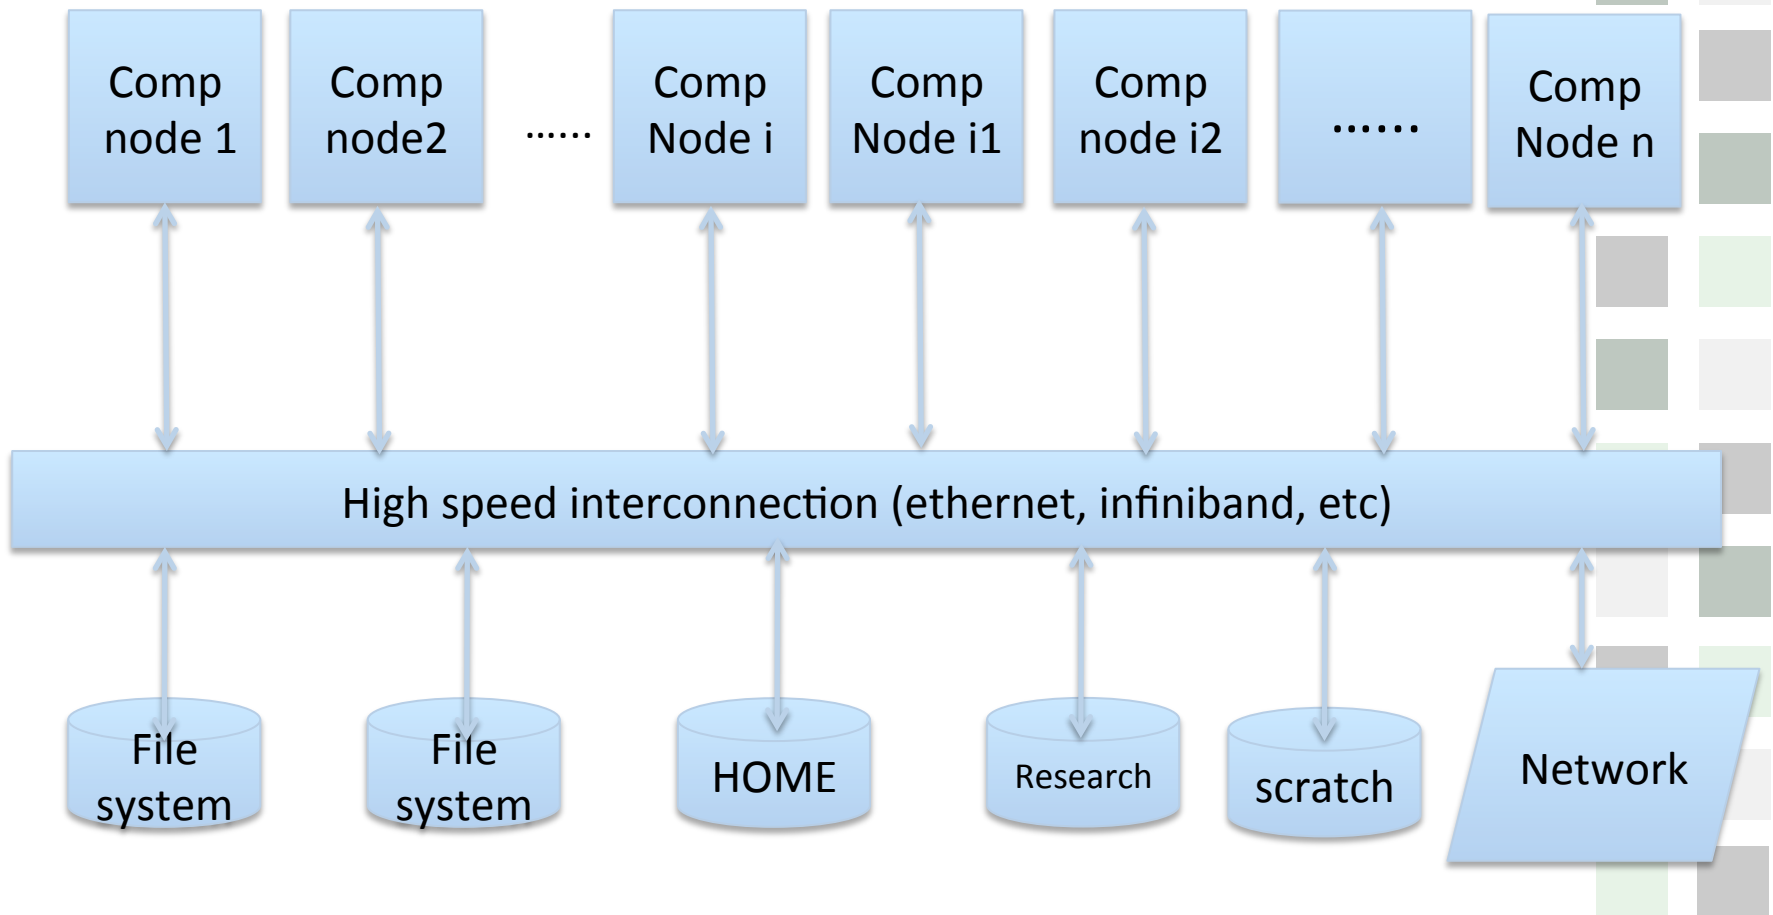 Comp
node 1
Comp
node2
......
Comp
Node i
Comp
Node i1
Comp
node i2
......
Comp
Node n
High speed interconnection (ethernet, infiniband, etc)
File
system
File
system
HOME
Research
scratch
Network